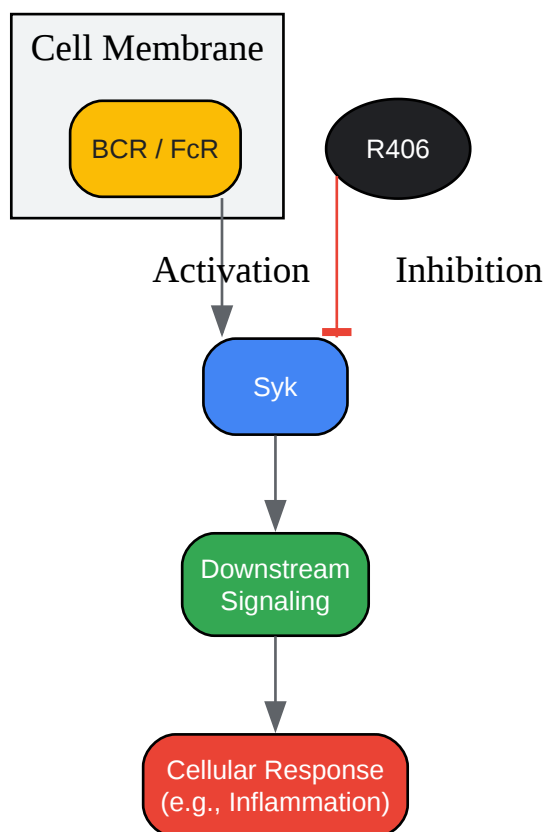 Cell Membrane
BCR / FcR
R406
Activation
Inhibition
Syk
Downstream
Signaling
Cellular Response
(e.g., Inflammation)